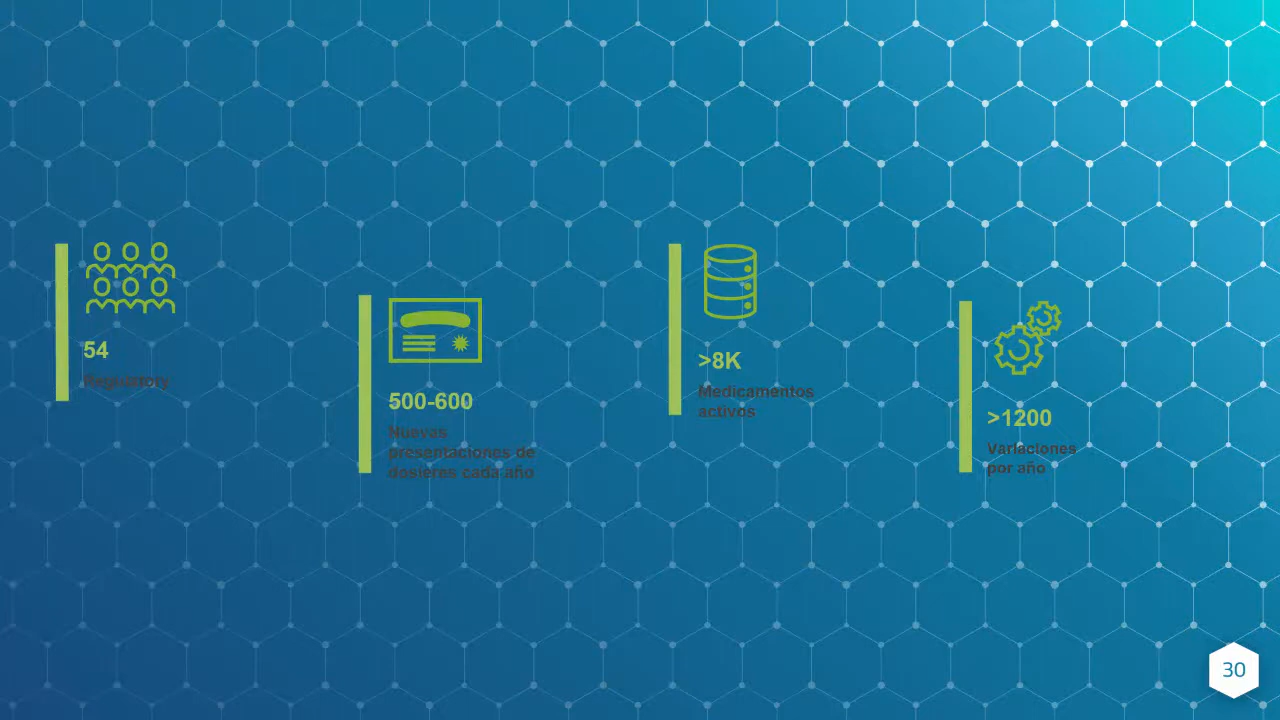 54
Regulatory
500-600
Nuevas
presentaciones de
dosieres cada año
>8K
Medicamentos
activos
>1200
Variaciones
por año
30